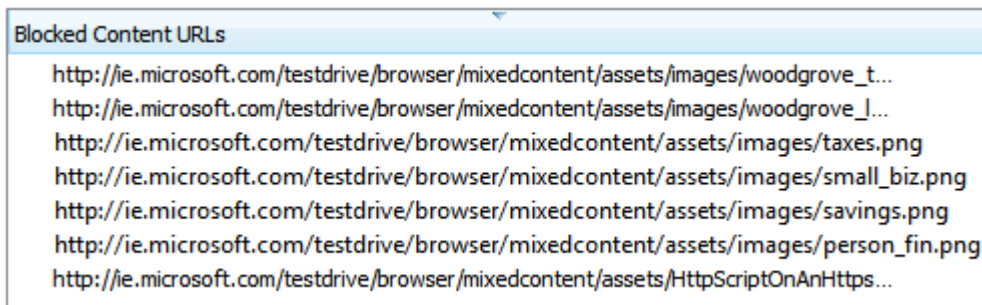 Blocked Content URLs
http://ie.microsoft.com/testdrive/browser/mixedcontent/assets/images/woodgrove_t...
http://ie.microsoft.com/testdrive/browser/mixedcontent/assets/images/woodgrove_l...
http://ie.microsoft.com/testdrive/browser/mixedcontent/assets/images/taxes.png
http://ie.microsoft.com/testdrive/browser/mixedcontent/assets/images/small_biz.png
http://ie.microsoft.com/testdrive/browser/mixedcontent/assets/images/savings.png
http://ie.microsoft.com/testdrive/browser/mixedcontent/assets/images/person_fin.png
http://ie.microsoft.com/testdrive/browser/mixedcontent/assets/HttpScriptOnAnHttps...